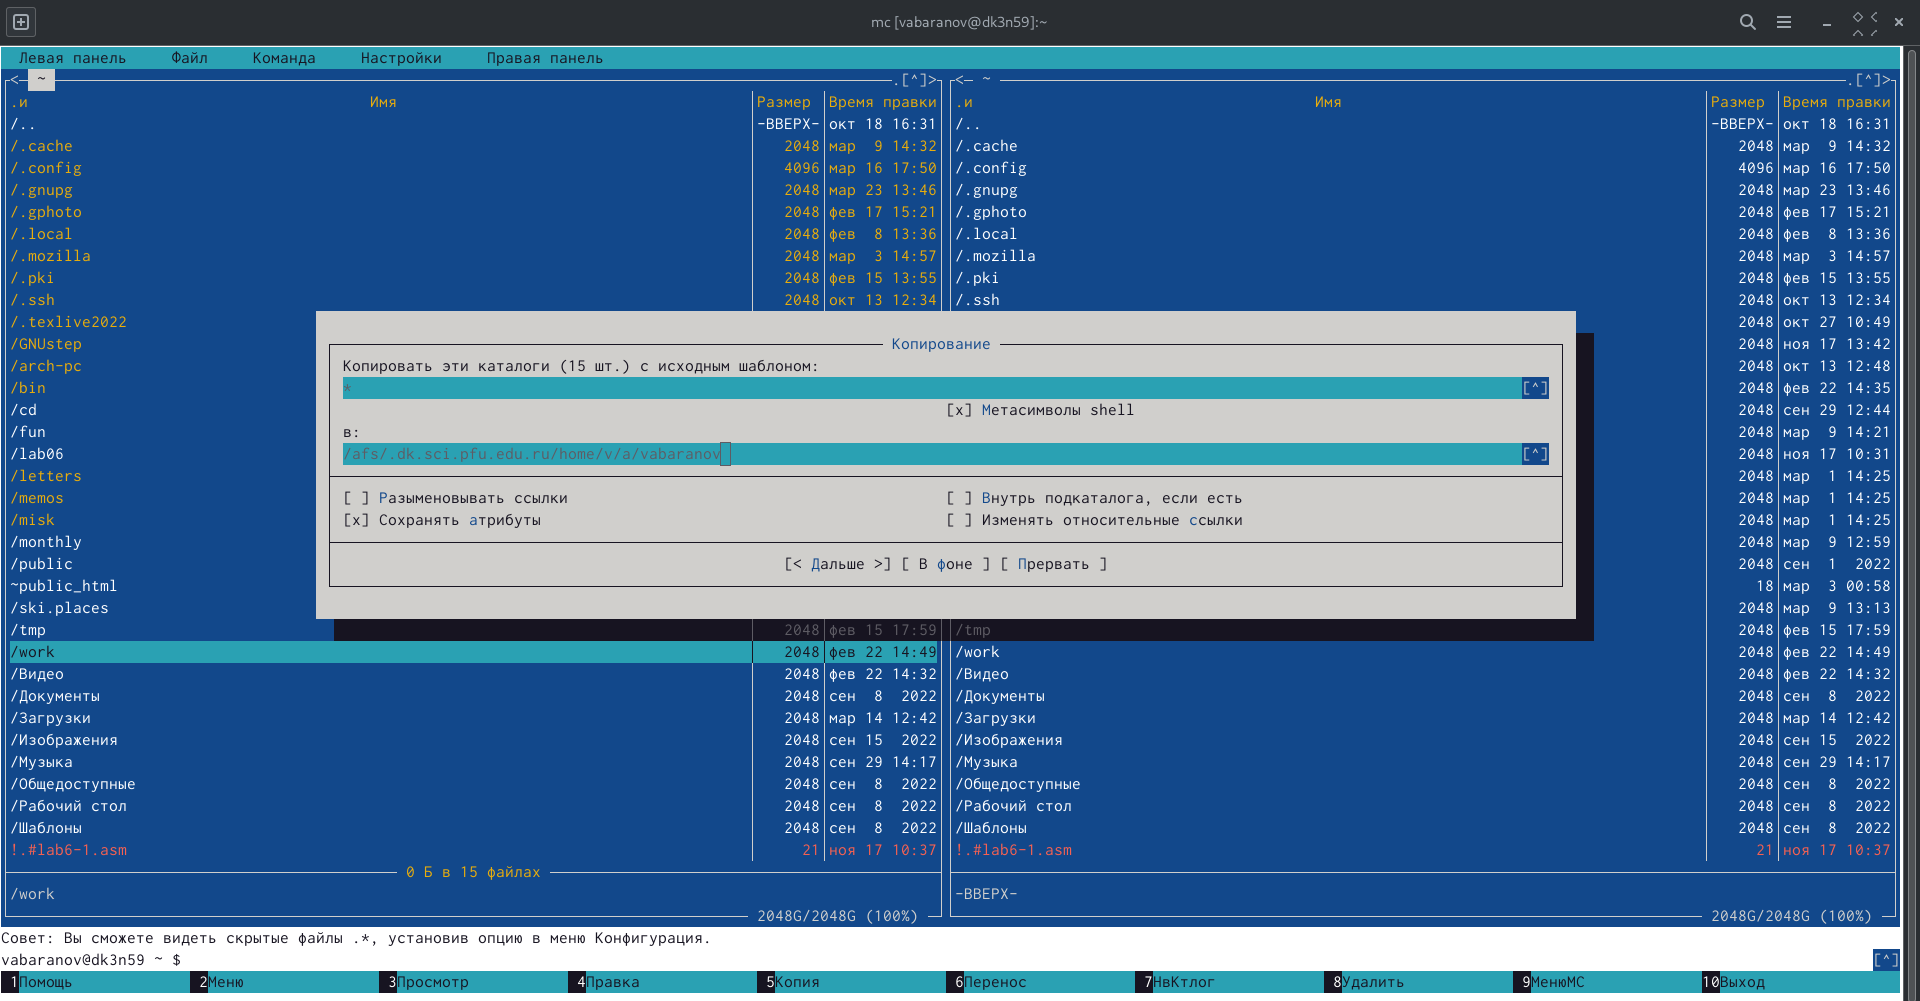 mc [vabaranov@dk3n59]:~
Левая панель Файл Команда Настройки Правая панель
<─ ~ .[^]> <─ ~ .[^]>
.и Имя Размер Время правки .и Имя Размер Время правки
/.. -ВВЕРХ- окт 18 16:31 /.. -ВВЕРХ- окт 18 16:31
/.cache 2048 мар 9 14:32 /.cache 2048 мар 9 14:32
/.config 4096 мар 16 17:50 /.config 4096 мар 16 17:50
/.gnupg 2048 мар 23 13:46 /.gnupg 2048 мар 23 13:46
/.gphoto 2048 фев 17 15:21 /.gphoto 2048 фев 17 15:21
/.local 2048 фев 8 13:36 /.local 2048 фев 8 13:36
/.mozilla 2048 мар 3 14:57 /.mozilla 2048 мар 3 14:57
/.pki 2048 фев 15 13:55 /.pki 2048 фев 15 13:55
/.ssh 2048 окт 13 12:34 /.ssh 2048 окт 13 12:34
/.texlive2022 2048 окт 27 10:49
/GNUstep Копирование 2048 ноя 17 13:42
/arch-pc Копировать эти каталоги (15 шт.) с исходным шаблоном: 2048 окт 13 12:48
/bin * [^] 2048 фев 22 14:35
/cd [x] Метасимволы shell 2048 сен 29 12:44
/fun в: 2048 мар 9 14:21
/lab06 /afs/.dk.sci.pfu.edu.ru/home/v/a/vabaranov [^] 2048 ноя 17 10:31
/letters 2048 мар 1 14:25
/memos [ ] Разыменовывать ссылки [ ] Внутрь подкаталога, если есть 2048 мар 1 14:25
/misk [x] Сохранять атрибуты [ ] Изменять относительные ссылки 2048 мар 1 14:25
/monthly 2048 мар 9 12:59
/public [< Дальше >] [ В фоне ] [ Прервать ] 2048 сен 1 2022
~public_html 18 мар 3 00:58
/ski.places 2048 мар 9 13:13
/tmp 2048 фев 15 17:59 /tmp 2048 фев 15 17:59
/work 2048 фев 22 14:49 /work 2048 фев 22 14:49
/Видео 2048 фев 22 14:32 /Видео 2048 фев 22 14:32
/Документы 2048 сен 8 2022 /Документы 2048 сен 8 2022
/Загрузки 2048 мар 14 12:42 /Загрузки 2048 мар 14 12:42
/Изображения 2048 сен 15 2022 /Изображения 2048 сен 15 2022
/Музыка 2048 сен 29 14:17 /Музыка 2048 сен 29 14:17
/Общедоступные 2048 сен 8 2022 /Общедоступные 2048 сен 8 2022
/Рабочий стол 2048 сен 8 2022 /Рабочий стол 2048 сен 8 2022
/Шаблоны 2048 сен 8 2022 /Шаблоны 2048 сен 8 2022
!.#lab6-1.asm 21 ноя 17 10:37 !.#lab6-1.asm 21 ноя 17 10:37
0 Б в 15 файлах
/work -ВВЕРХ-
2048G/2048G (100%) 2048G/2048G (100%)
Совет: Вы сможете видеть скрытые файлы .*, установив опцию в меню Конфигурация.
vabaranov@dk3n59 ~ $ [^]
1Помощь 2Меню 3Просмотр 4Правка 5Копия 6Перенос 7НвКтлог 8Удалить 9МенюMC 10Выход